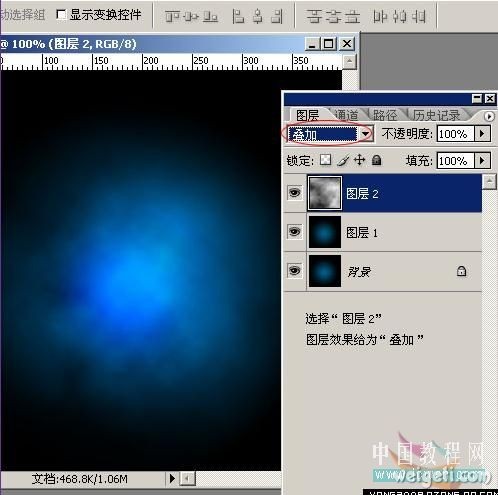 动选择组 显示变换控件
@ 100% (图层 2, RGB/8)
100 150 200 250 300 350
图层 通道 路径 历史记录
叠加 不透明度: 100%
锁定: 填充: 100%
图层 2
图层 1
背景
选择“图层 2”
图层效果给为“叠加”
中国教程网
文档:468.8K/1.06M